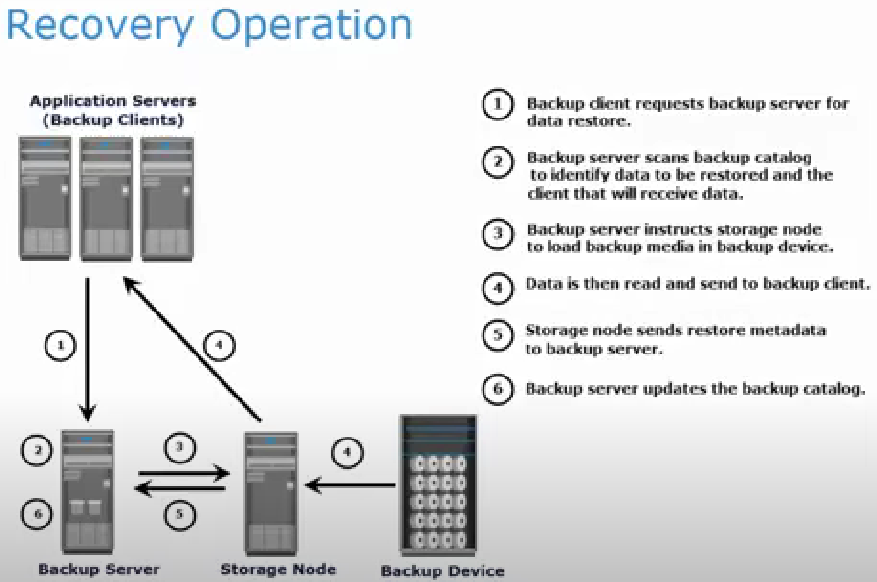 Recovery Operation
Application Servers
(Backup Clients)
1
Backup client requests backup server for
data restore.
2
Backup server scans backup catalog
to identify data to be restored and the
client that will receive data.
3
Backup server instructs storage node
to load backup media in backup device.
4
Data is then read and send to backup client.
5
Storage node sends restore metadata
to backup server.
6
Backup server updates the backup catalog.
1
4
2
3
4
6
5
Backup Server
Storage Node
Backup Device